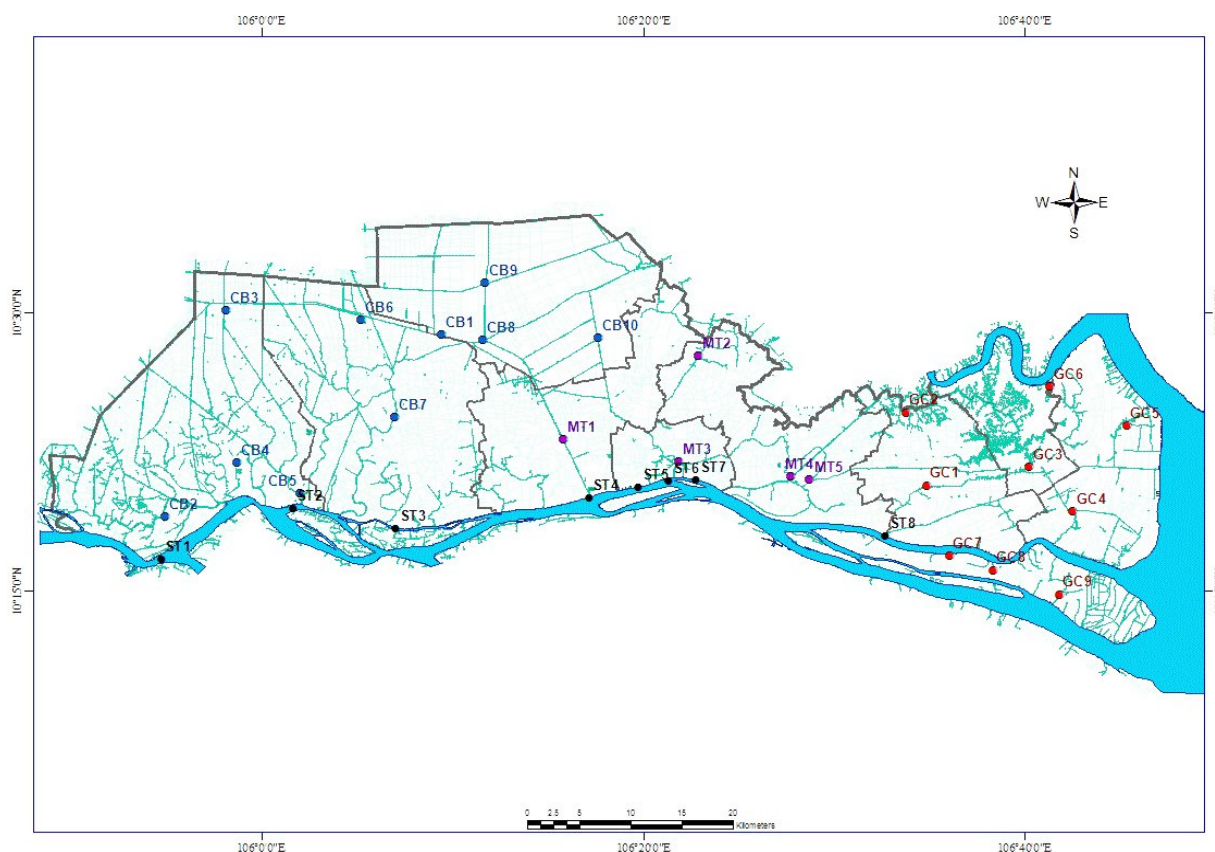 106°0'0"E 106°20'0"E 106°40'0"E
N
W E
S
CB9
CB3
CB6
10°30'0"N
CB1
CB8
CB10
MT2
GC6
CB7
GC2
GC5
MT1
MT3
CB4
GC3
ST5 ST6 ST7
MT4 MT5
GC1
CB5
ST2
ST4
CB2
GC4
ST3
ST8
ST1
GC7
GC8
10°15'0"N
GC9
0 2.5 5 10 15 20
Kilometers
106°0'0"E 106°20'0"E 106°40'0"E